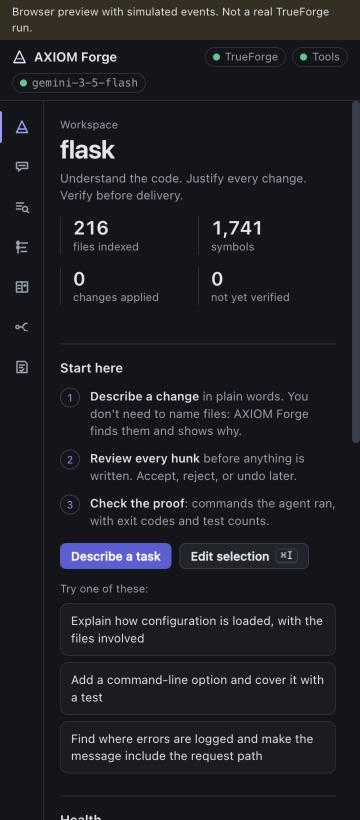 Browser preview with simulated events. Not a real TrueForge
run.
AXIOM Forge
TrueForge
Tools
gemini-3-5-flash
Workspace
flask
Understand the code. Justify every change.
Verify before delivery.
216
files indexed
1,741
symbols
0
changes applied
0
not yet verified
Start here
1 Describe a change in plain words. You
don't need to name files: AXIOM Forge
finds them and shows why.
2 Review every hunk before anything is
written. Accept, reject, or undo later.
3 Check the proof: commands the agent ran,
with exit codes and test counts.
Describe a task
Edit selection ⌘I
Try one of these:
Explain how configuration is loaded, with the
files involved
Add a command-line option and cover it with
a test
Find where errors are logged and make the
message include the request path
Health